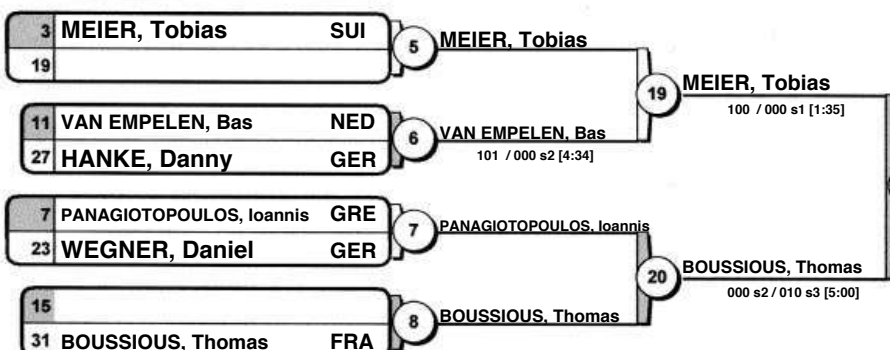 3 MEIER, Tobias SUI
19
5 MEIER, Tobias
11 VAN EMPELEN, Bas NED
27 HANKE, Danny GER
6 VAN EMPELEN, Bas
101 / 000 s2 [4:34]
19 MEIER, Tobias
100 / 000 s1 [1:35]
7 PANAGIOTOPOULOS, Ioannis GRE
23 WEGNER, Daniel GER
7 PANAGIOTOPOULOS, Ioannis
15
31 BOUSSIOUS, Thomas FRA
8 BOUSSIOUS, Thomas
20 BOUSSIOUS, Thomas
000 s2 / 010 s3 [5:00]